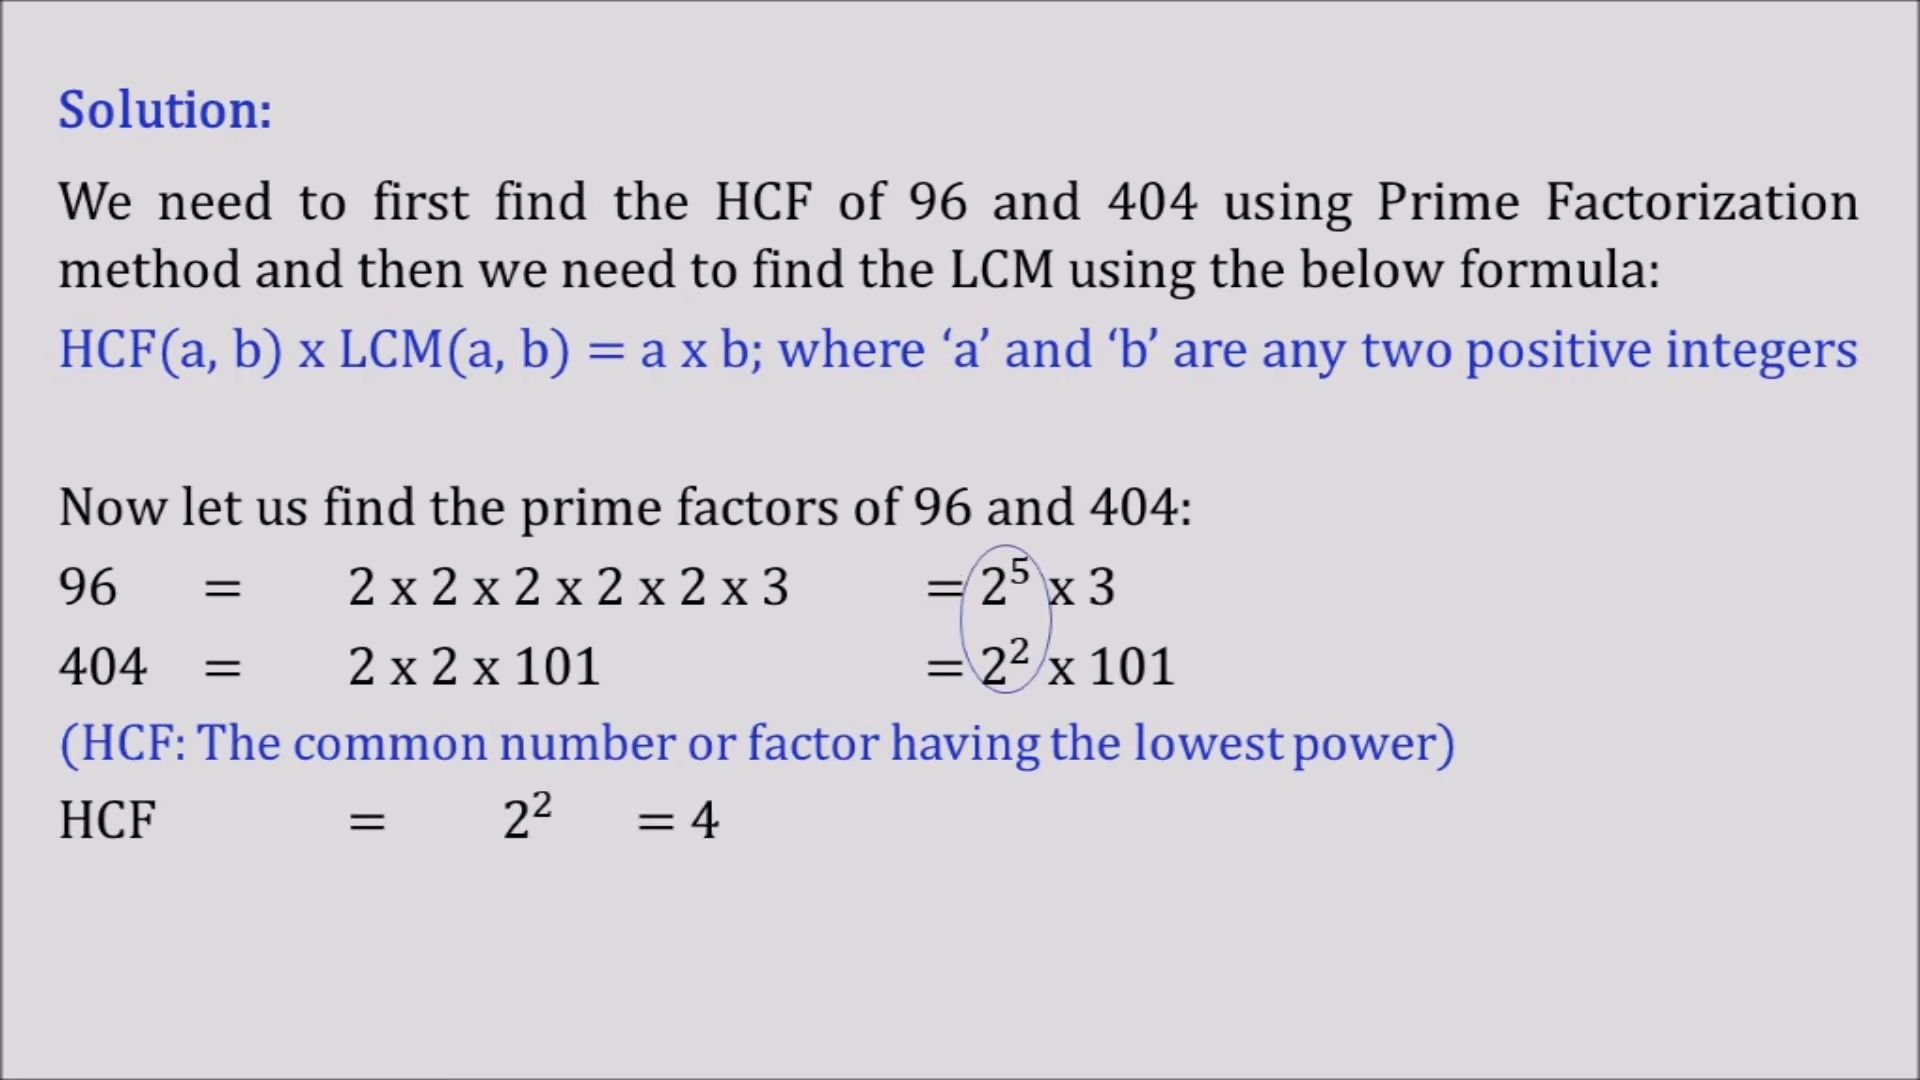 Solution:
We need to first find the HCF of 96 and 404 using Prime Factorization
method and then we need to find the LCM using the below formula:
HCF(a, b) x LCM(a, b) = a x b; where ‘a’ and ‘b’ are any two positive integers
Now let us find the prime factors of 96 and 404:
96 = 2 x 2 x 2 x 2 x 2 x 3 = 2⁵ x 3
404 = 2 x 2 x 101 = 2² x 101
(HCF: The common number or factor having the lowest power)
HCF = 2² = 4